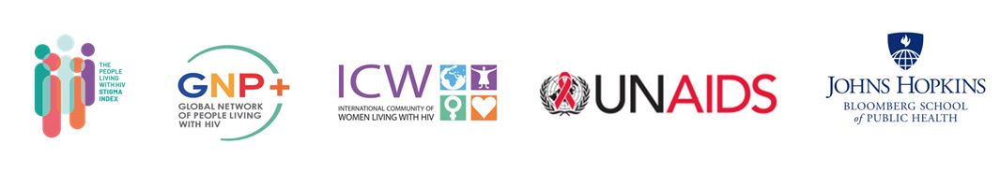 THE
PEOPLE
LIVING
WITH HIV
STIGMA
INDEX
GNP+
GLOBAL NETWORK
OF PEOPLE LIVING
WITH HIV
ICW
INTERNATIONAL COMMUNITY OF
WOMEN LIVING WITH HIV
UNAIDS
JOHNS HOPKINS
BLOOMBERG SCHOOL
of PUBLIC HEALTH